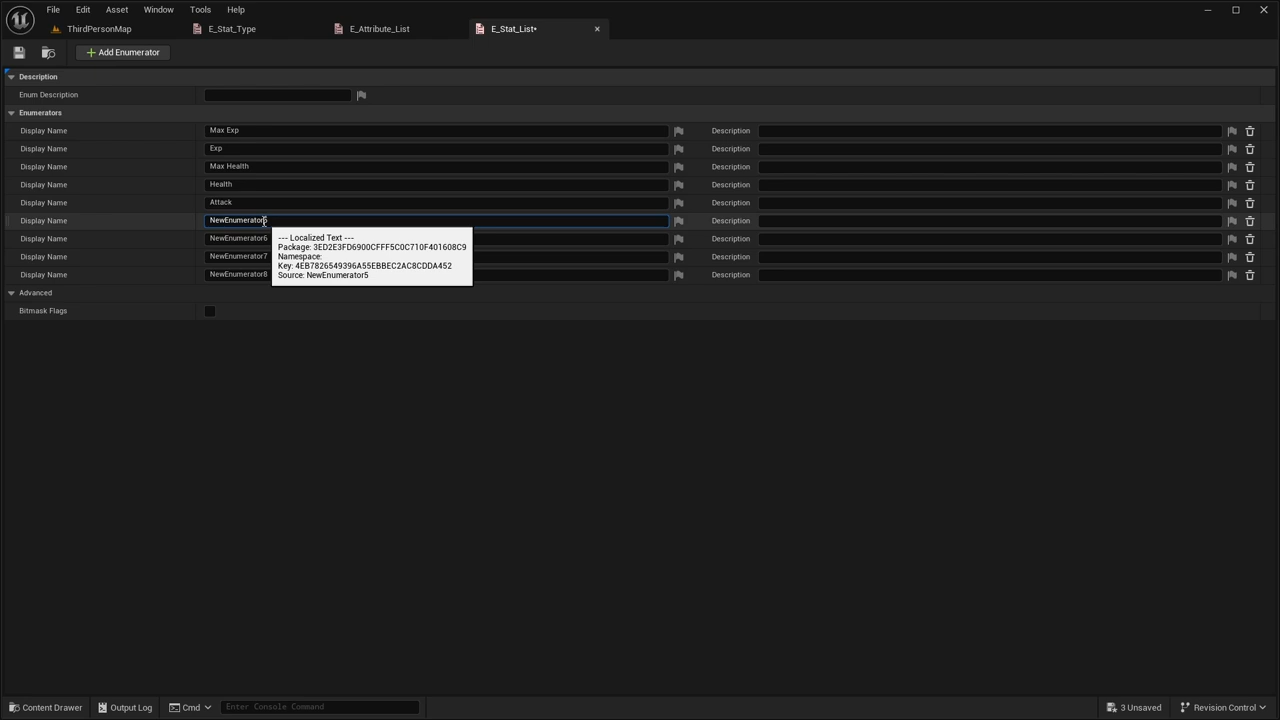 File Edit Asset Window Tools Help
ThirdPersonMap E_Stat_Type E_Attribute_List E_Stat_List•
Add Enumerator
Description
Enum Description
Enumerators
Display Name Max Exp Description
Display Name Exp Description
Display Name Max Health Description
Display Name Health Description
Display Name Attack Description
Display Name NewEnumerator5 Description
Display Name NewEnumerator6 Description
Display Name NewEnumerator7 Description
Display Name NewEnumerator8 Description
--- Localized Text ---
Package: 3ED2E3FD6900CFFF5C0C710F401608C9
Namespace:
Key: 4EB7826549396A55EBBEC2AC8CDDA452
Source: NewEnumerator5
Advanced
Bitmask Flags
Content Drawer Output Log Cmd Enter Console Command 3 Unsaved Revision Control